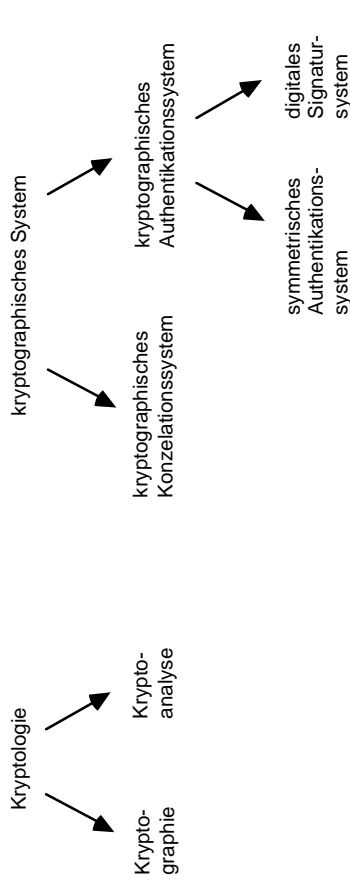 Kryptologie
Krypto-
graphie
Krypto-
analyse
kryptographisches System
kryptographisches
Konzelationssystem
kryptographisches
Authentikationssystem
symmetrisches
Authentikations-
system
digitales
Signatur-
system